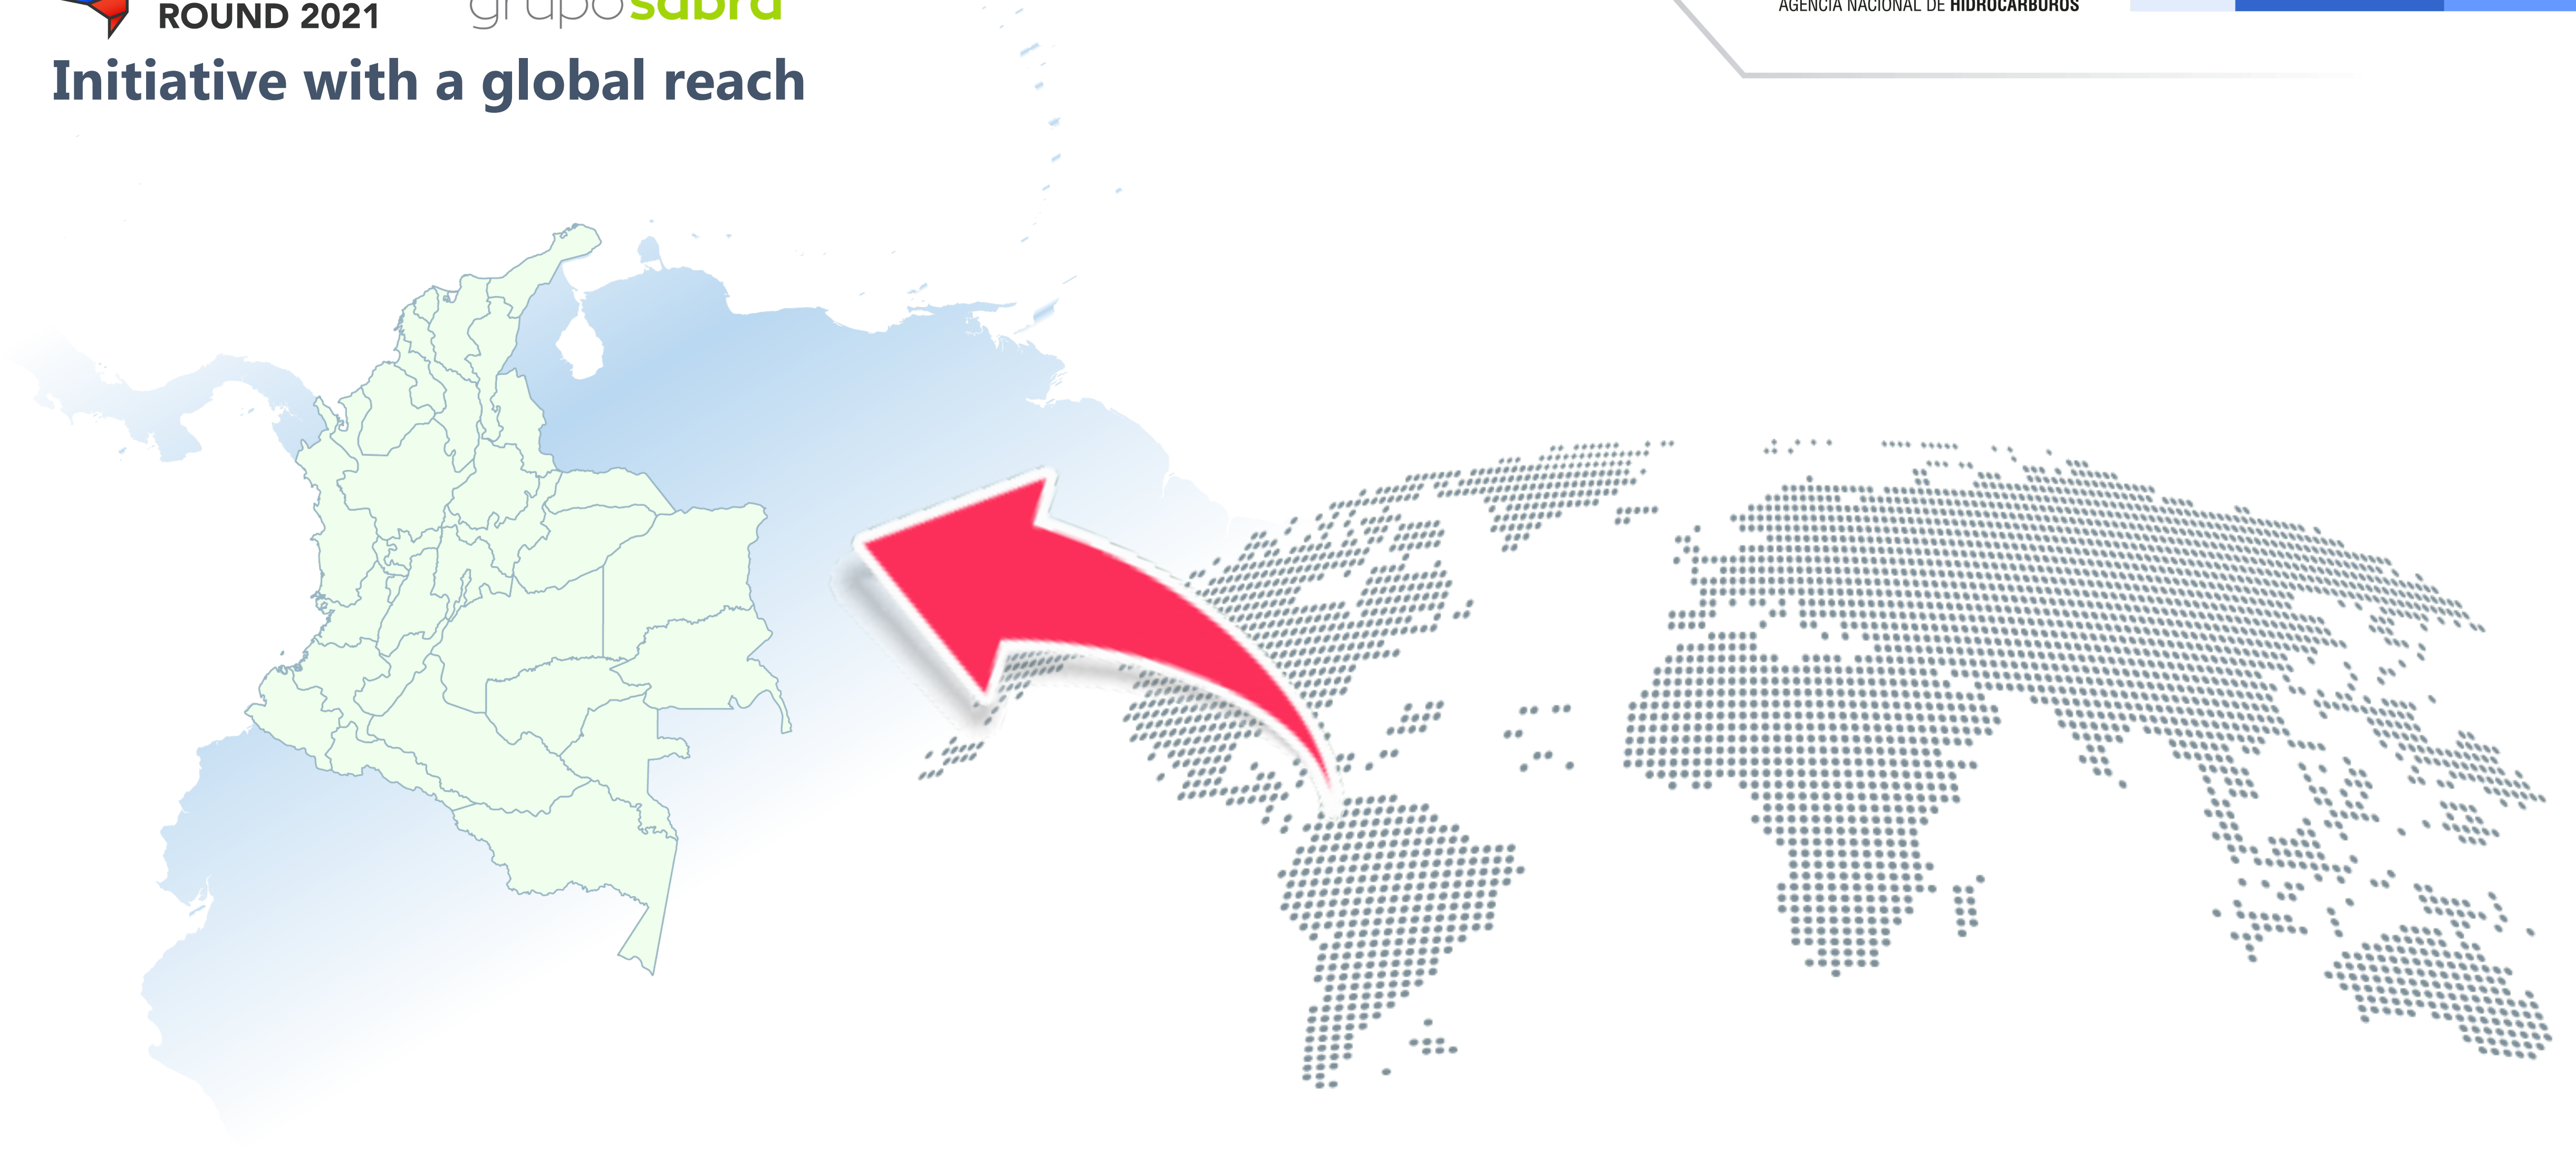 ROUND 2021
gruposabra
AGENCIA NACIONAL DE HIDROCARBUROS
Initiative with a global reach